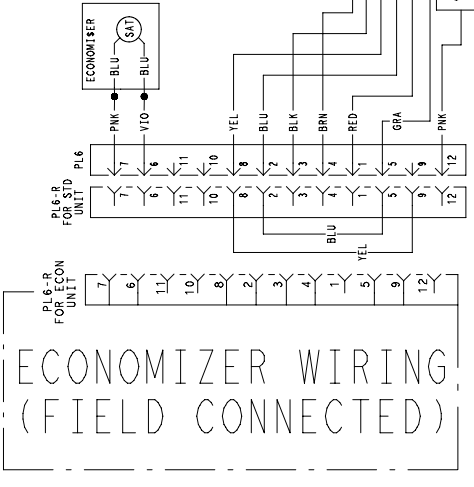 ECONOMI$ER
SAT
BLU
BLU
PNK
VIO
YEL
BLU
BLK
BRN
RED
GRA
PNK
PL6
7 6 11 10 8 2 3 4 1 5 9 12
PL6-R
FOR STD
UNIT
7 6 11 10 8 2 3 4 1 5 9 12
BLU
YEL
PL6-R
FOR ECON
UNIT
7 6 11 10 8 2 3 4 1 5 9 12
ECONOMIZER WIRING
(FIELD CONNECTED)